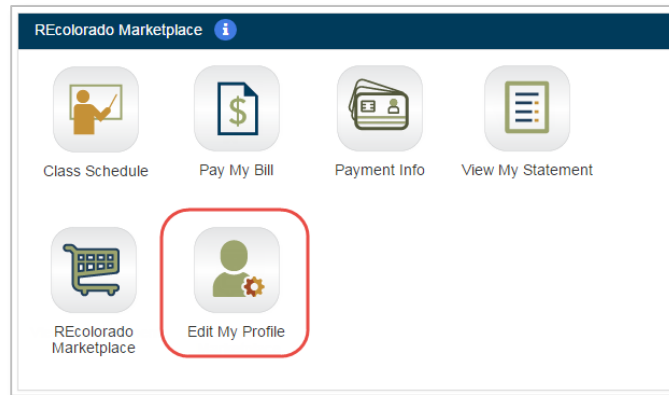 REcolorado Marketplace i
$
Class Schedule
Pay My Bill
Payment Info
View My Statement
REcolorado
Marketplace
Edit My Profile